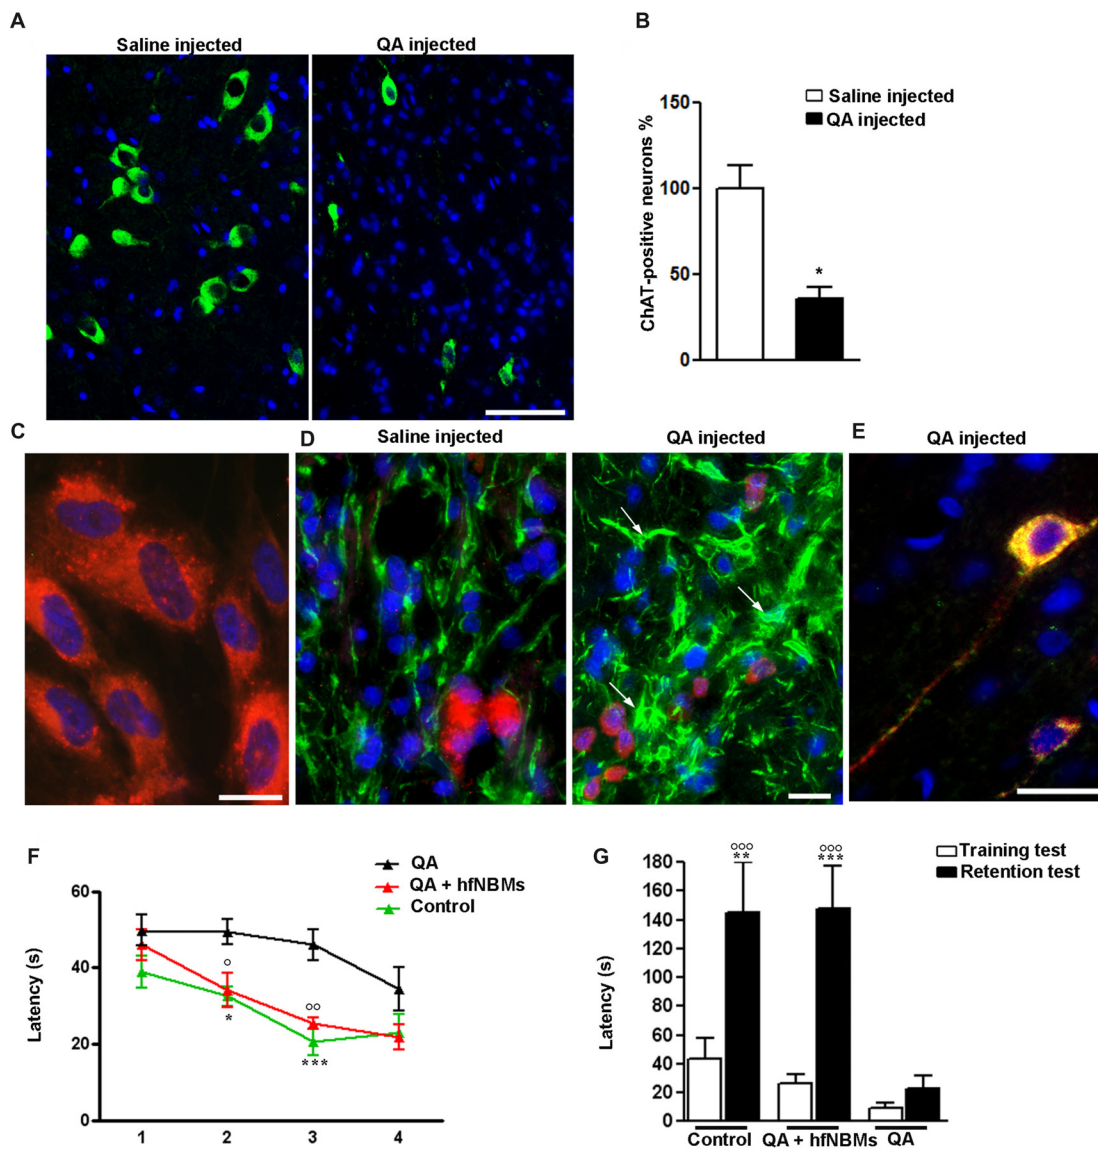 A
Saline injected
QA injected
B
Saline injected
QA injected
ChAT-positive neurons %
150
100
50
0
*
C
D
Saline injected
QA injected
E
QA injected
F
QA
QA + hfNBMs
Control
Latency (s)
60
40
20
0
°
*
°°
***
1
2
3
4
G
Training test
Retention test
Latency (s)
180
160
140
120
100
80
60
40
20
0
°°°
**
°°°
***
Control
QA + hfNBMs
QA